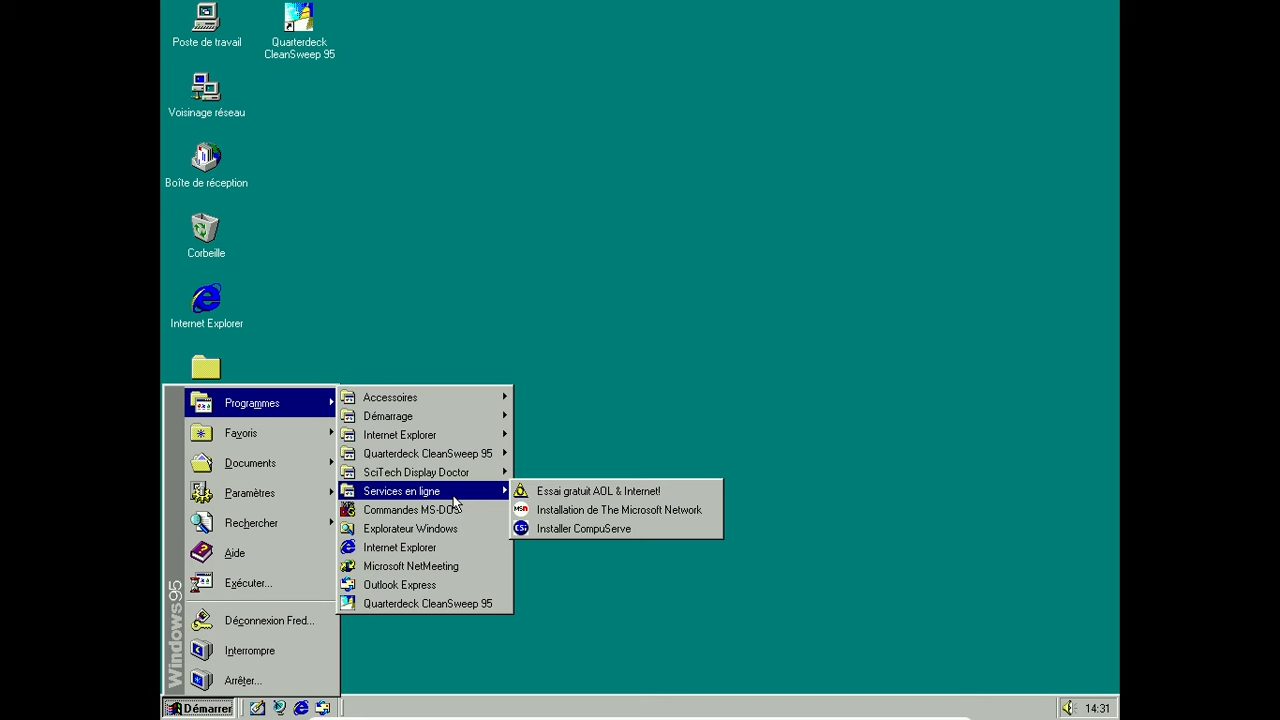 Poste de travail
Quarterdeck
CleanSweep 95
Voisinage réseau
Boîte de réception
Corbeille
Internet Explorer
Programmes
Favoris
Documents
Paramètres
Rechercher
Aide
Exécuter...
Déconnexion Fred...
Interrompre
Arrêter...
Windows95
Accessoires
Démarrage
Internet Explorer
Quarterdeck CleanSweep 95
SciTech Display Doctor
Services en ligne
Commandes MS-DOS
Explorateur Windows
Internet Explorer
Microsoft NetMeeting
Outlook Express
Quarterdeck CleanSweep 95
Essai gratuit AOL & Internet!
msn Installation de The Microsoft Network
CSi Installer CompuServe
Démarrer
14:31